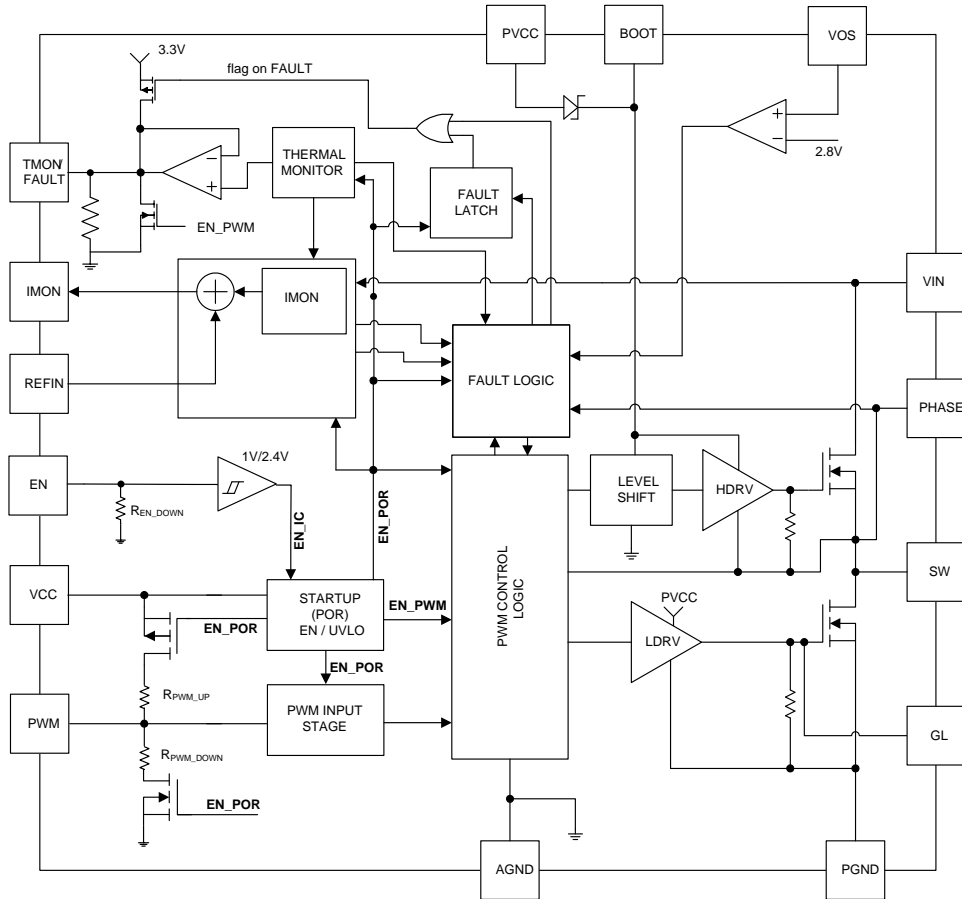 PVCC
BOOT
VOS
3.3V
flag on FAULT
+
−
2.8V
TMON/
FAULT
−
+
THERMAL
MONITOR
FAULT
LATCH
EN_PWM
IMON
IMON
VIN
REFIN
FAULT LOGIC
PHASE
EN
1V/2.4V
REN_DOWN
EN_IC
EN_POR
LEVEL
SHIFT
HDRV
VCC
STARTUP
(POR)
EN / UVLO
EN_PWM
EN_POR
EN_POR
PWM CONTROL
LOGIC
SW
PVCC
LDRV
RPWM_UP
PWM
PWM INPUT
STAGE
RPWM_DOWN
GL
EN_POR
AGND
PGND